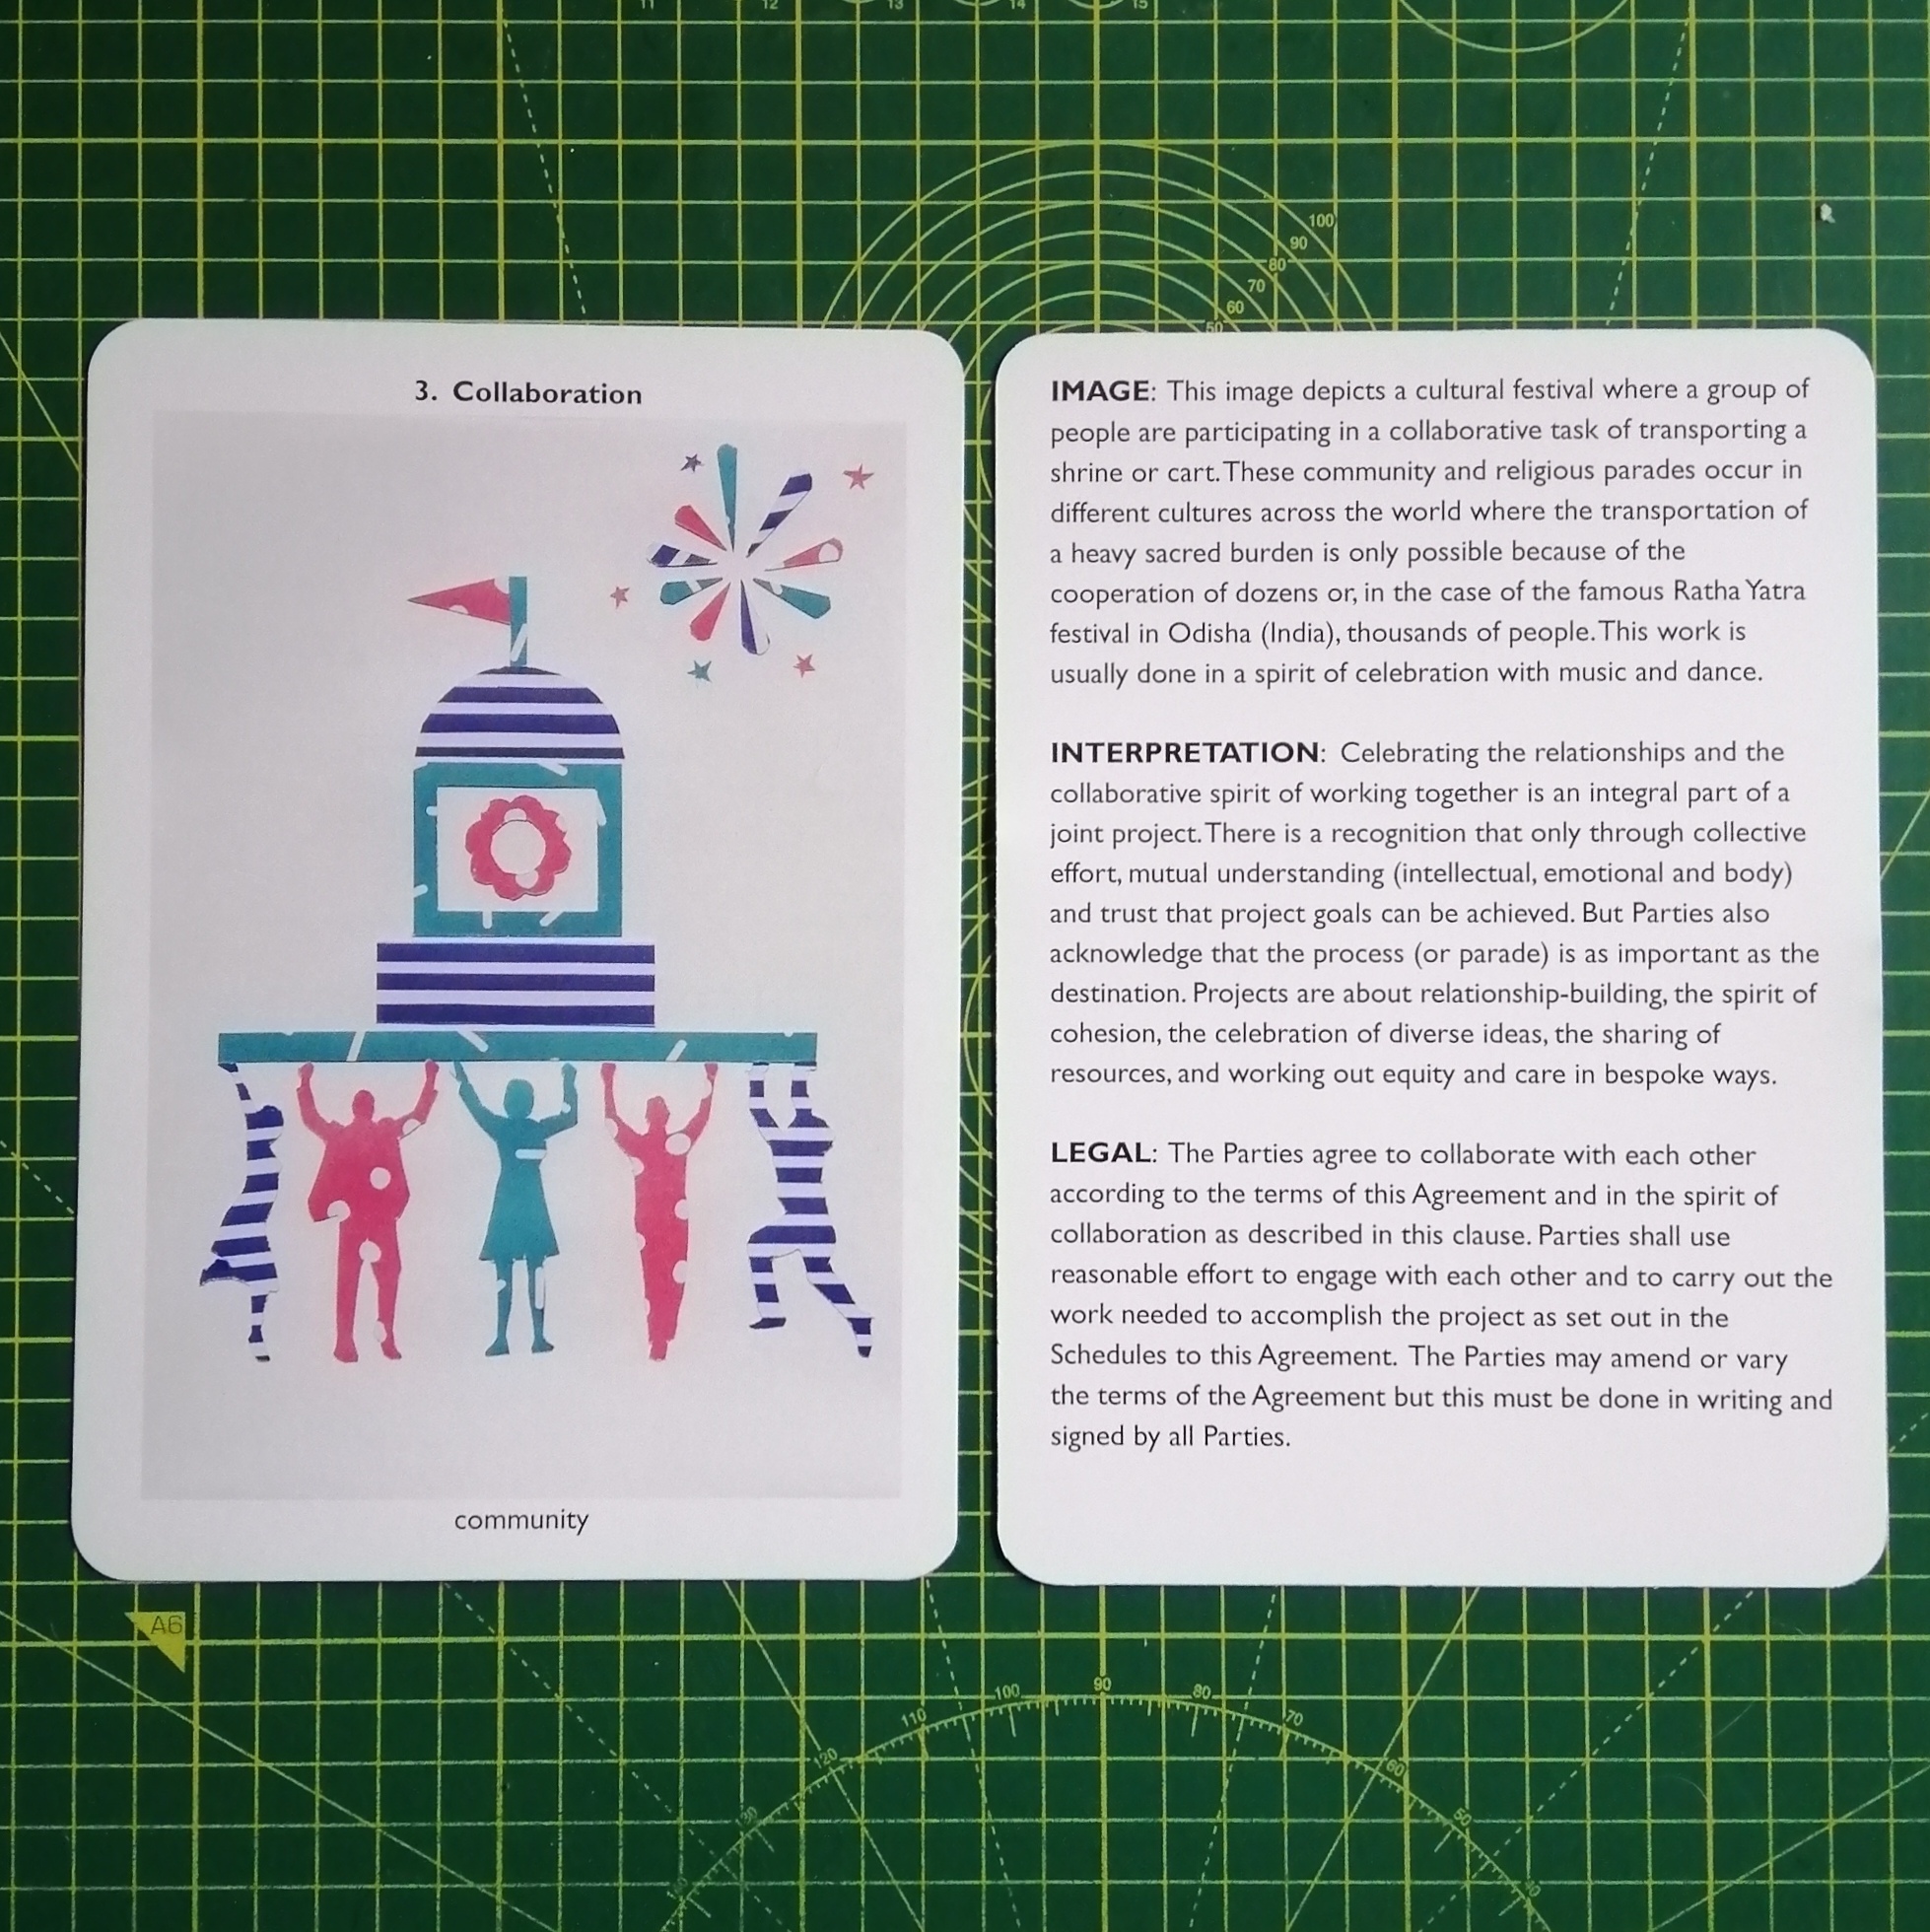 11 12 13 14 15
100
90
80
70
60
50
3. Collaboration
community
IMAGE: This image depicts a cultural festival where a group of
people are participating in a collaborative task of transporting a
shrine or cart. These community and religious parades occur in
different cultures across the world where the transportation of
a heavy sacred burden is only possible because of the
cooperation of dozens or, in the case of the famous Ratha Yatra
festival in Odisha (India), thousands of people. This work is
usually done in a spirit of celebration with music and dance.
INTERPRETATION: Celebrating the relationships and the
collaborative spirit of working together is an integral part of a
joint project. There is a recognition that only through collective
effort, mutual understanding (intellectual, emotional and body)
and trust that project goals can be achieved. But Parties also
acknowledge that the process (or parade) is as important as the
destination. Projects are about relationship-building, the spirit of
cohesion, the celebration of diverse ideas, the sharing of
resources, and working out equity and care in bespoke ways.
LEGAL: The Parties agree to collaborate with each other
according to the terms of this Agreement and in the spirit of
collaboration as described in this clause. Parties shall use
reasonable effort to engage with each other and to carry out the
work needed to accomplish the project as set out in the
Schedules to this Agreement. The Parties may amend or vary
the terms of the Agreement but this must be done in writing and
signed by all Parties.
A6
120 110 100 90 80 70 60 50